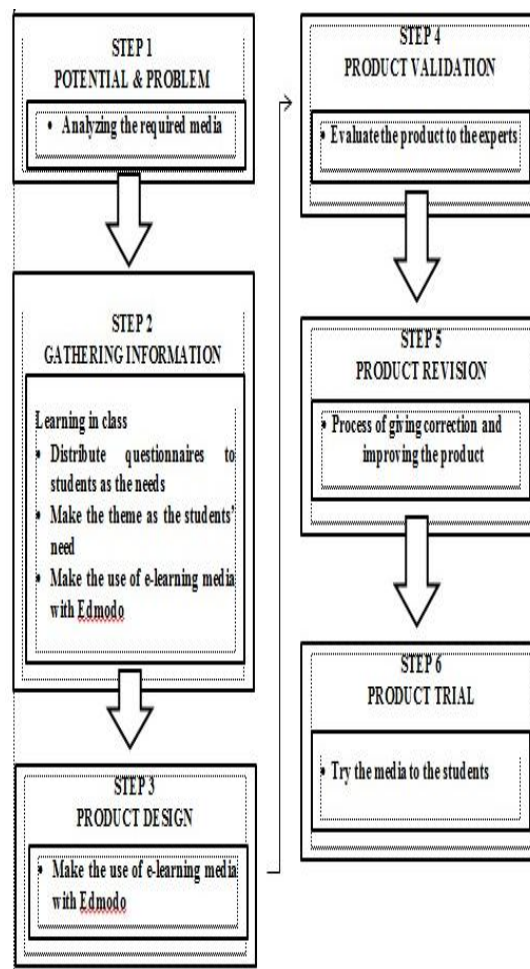 STEP 1
POTENTIAL & PROBLEM
• Analyzing the required media
STEP 2
GATHERING INFORMATION
Learning in class
• Distribute questionnaires to
students as the needs
• Make the theme as the students'
need
• Make the use of e-learning media
with Edmodo
STEP 3
PRODUCT DESIGN
• Make the use of e-learning media
with Edmodo
STEP 4
PRODUCT VALIDATION
• Evaluate the product to the experts
STEP 5
PRODUCT REVISION
• Process of giving correction and
improving the product
STEP 6
PRODUCT TRIAL
• Try the media to the students